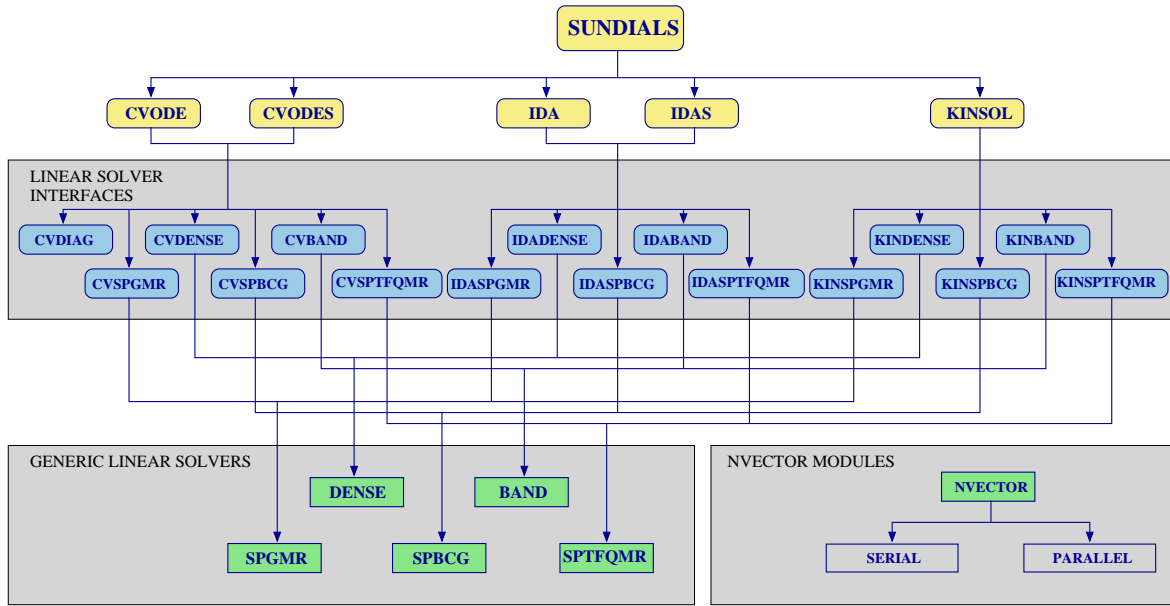 SUNDIALS
CVODE
CVODES
IDA
IDAS
KINSOL
LINEAR SOLVER
INTERFACES
CVDIAG
CVDENSE
CVBAND
IDADENSE
IDABAND
KINDENSE
KINBAND
CVSPGMR
CVSPBCG
CVSPTFQMR
IDASPGMR
IDASPBCG
IDASPTFQMR
KINSPGMR
KINSPBCG
KINSPTFQMR
GENERIC LINEAR SOLVERS
DENSE
BAND
SPGMR
SPBCG
SPTFQMR
NVECTOR MODULES
NVECTOR
SERIAL
PARALLEL